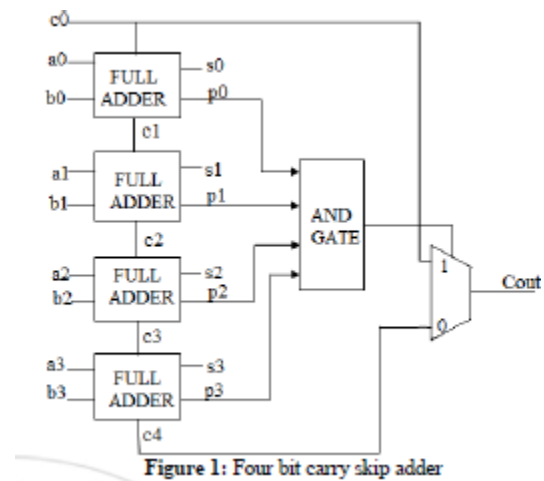 c0
a0
b0
FULL
ADDER
s0
p0
c1
a1
b1
FULL
ADDER
s1
p1
c2
a2
b2
FULL
ADDER
s2
p2
c3
a3
b3
FULL
ADDER
s3
p3
c4
AND
GATE
1
0
Cout
Figure 1: Four bit carry skip adder